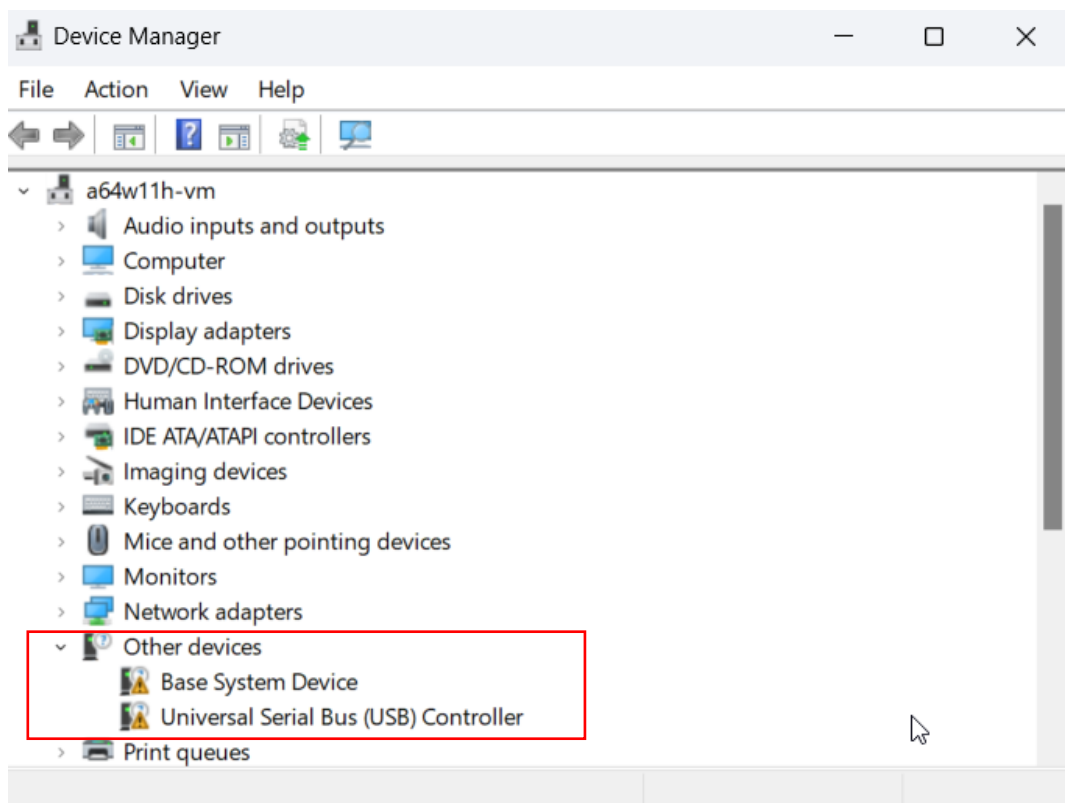 Device Manager
File Action View Help
a64w11h-vm
Audio inputs and outputs
Computer
Disk drives
Display adapters
DVD/CD-ROM drives
Human Interface Devices
IDE ATA/ATAPI controllers
Imaging devices
Keyboards
Mice and other pointing devices
Monitors
Network adapters
Other devices
Base System Device
Universal Serial Bus (USB) Controller
Print queues